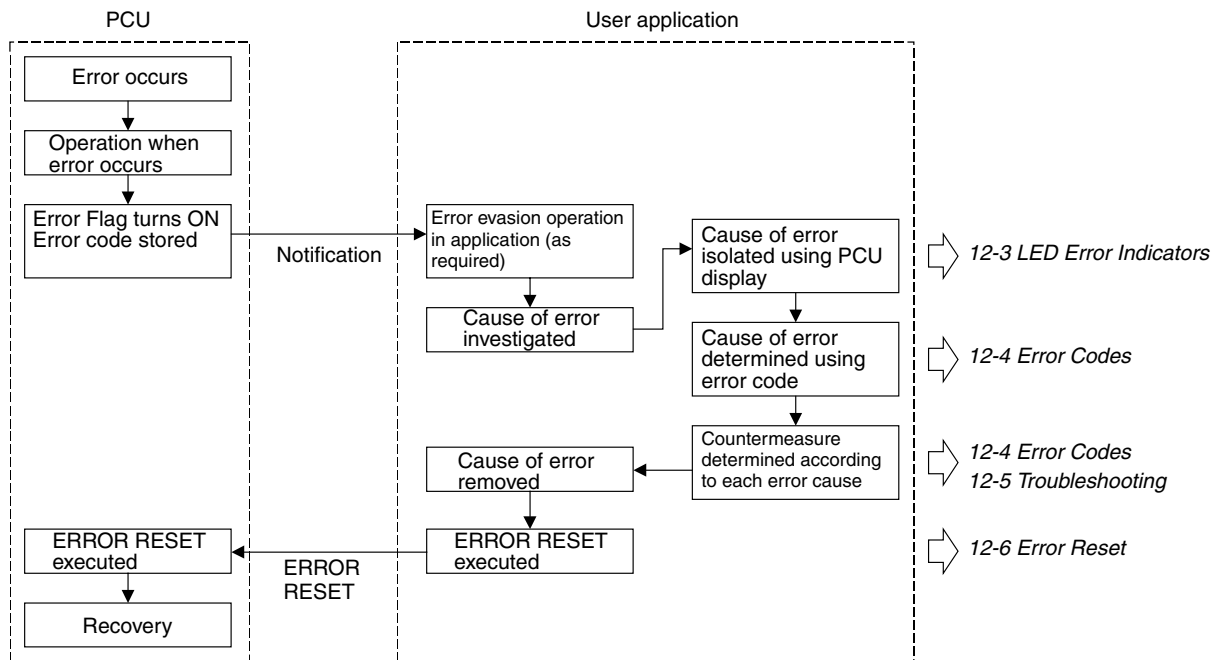 PCU
User application
Error occurs
Operation when
error occurs
Error Flag turns ON
Error code stored
Notification
Error evasion operation
in application (as
required)
Cause of error
investigated
Cause of error
isolated using PCU
display
12-3 LED Error Indicators
Cause of error
determined using
error code
12-4 Error Codes
Countermeasure
determined according
to each error cause
12-4 Error Codes
12-5 Troubleshooting
Cause of error
removed
ERROR RESET
executed
12-6 Error Reset
ERROR
RESET
ERROR RESET
executed
Recovery